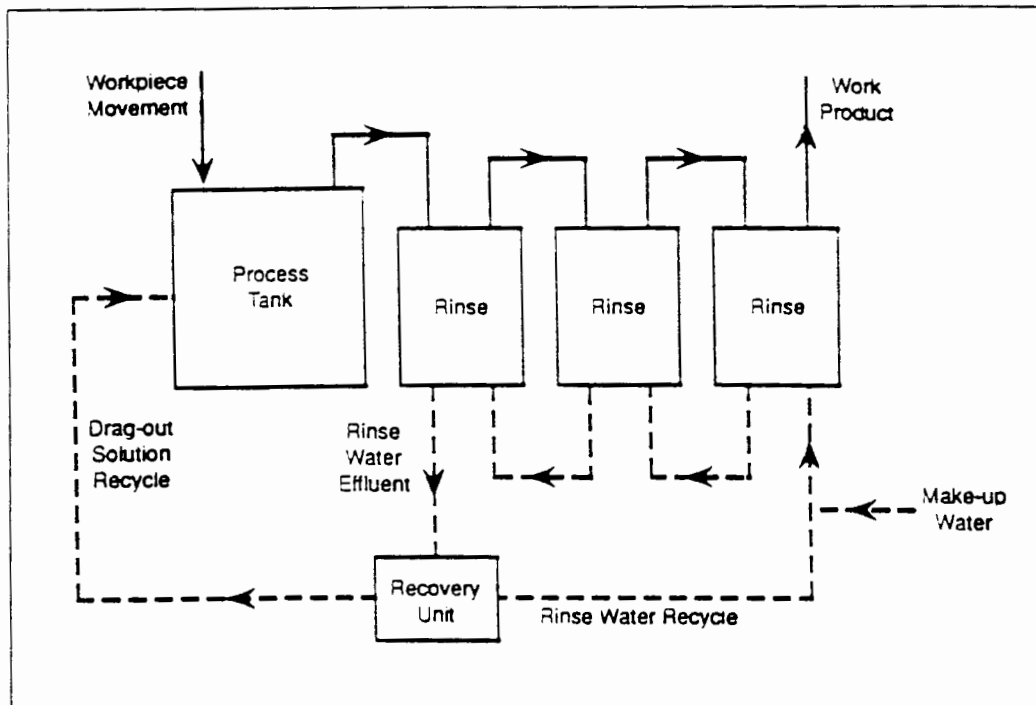 Workpiece
Movement
Work
Product
Process
Tank
Rinse
Rinse
Rinse
Drag-out
Solution
Recycle
Rinse
Water
Effluent
Make-up
Water
Recovery
Unit
Rinse Water Recycle